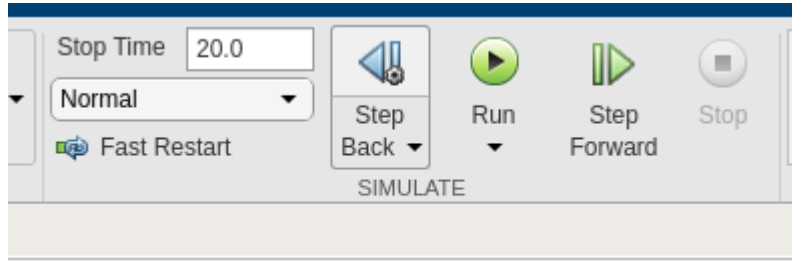 Stop Time 20.0
Normal
Fast Restart
Step
Back
Run
Step
Forward
Stop
SIMULATE